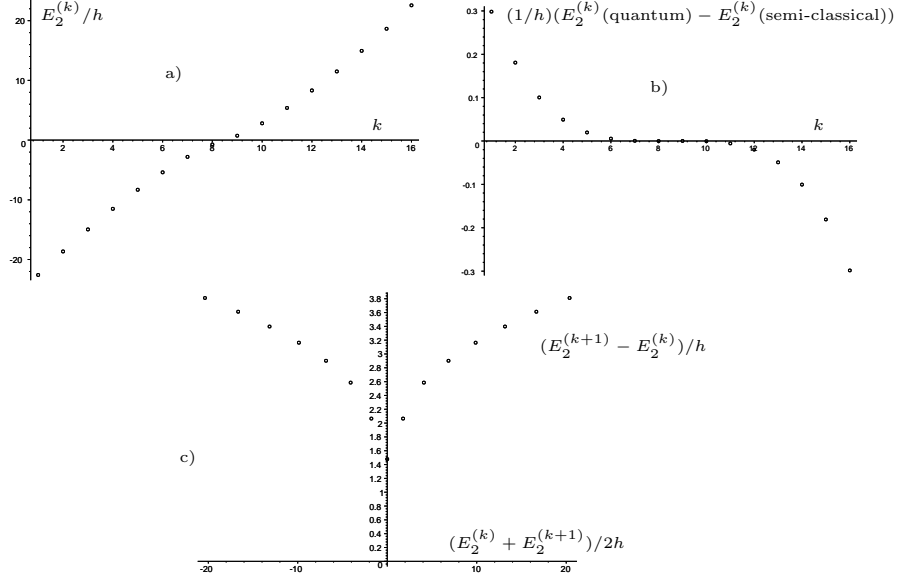 E_2^{(k)}/h
20
10
0
-10
-20
2 4 6 8 10 12 14 16
k
a)
(1/h)(E_2^{(k)}(quantum) − E_2^{(k)}(semi-classical))
0.3
0.2
0.1
0
-0.1
-0.2
-0.3
2 4 6 8 10 12 14 16
k
b)
3.8
3.6
3.4
3.2
3
2.8
2.6
2.4
2.2
2
1.8
1.6
1.4
1.2
1
0.8
0.6
0.4
0.2
0
(E_2^{(k+1)} − E_2^{(k)})/h
c)
(E_2^{(k)} + E_2^{(k+1)})/2h
-20 -10 10 20